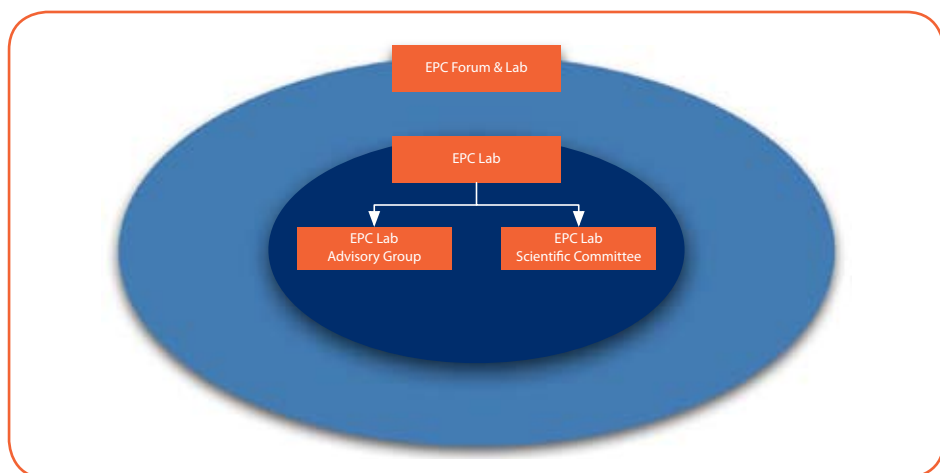 EPC Forum & Lab
EPC Lab
EPC Lab
Advisory Group
EPC Lab
Scientific Committee